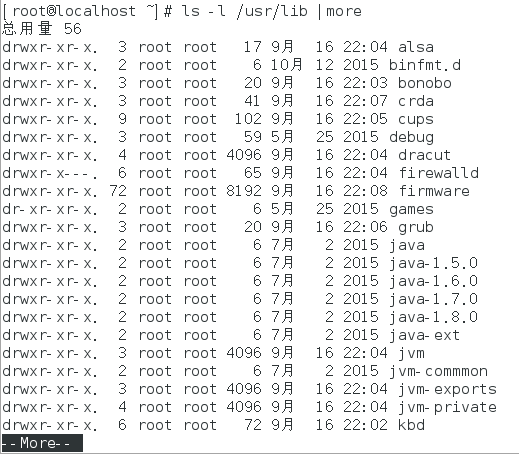 [root@localhost ~]# ls -l /usr/lib |more
总用量 56
drwxr-xr-x.  3 root root   17 9月  16 22:04 alsa
drwxr-xr-x.  2 root root    6 10月 12 2015 binfmt.d
drwxr-xr-x.  3 root root   20 9月  16 22:03 bonobo
drwxr-xr-x.  3 root root   41 9月  16 22:07 crda
drwxr-xr-x.  9 root root  102 9月  16 22:05 cups
drwxr-xr-x.  3 root root   59 5月  25 2015 debug
drwxr-xr-x.  4 root root 4096 9月  16 22:04 dracut
drwxr-x---.  6 root root   65 9月  16 22:04 firewalld
drwxr-xr-x. 72 root root 8192 9月  16 22:08 firmware
dr-xr-xr-x.  2 root root    6 5月  25 2015 games
drwxr-xr-x.  3 root root   20 9月  16 22:06 grub
drwxr-xr-x.  2 root root    6 7月   2 2015 java
drwxr-xr-x.  2 root root    6 7月   2 2015 java-1.5.0
drwxr-xr-x.  2 root root    6 7月   2 2015 java-1.6.0
drwxr-xr-x.  2 root root    6 7月   2 2015 java-1.7.0
drwxr-xr-x.  2 root root    6 7月   2 2015 java-1.8.0
drwxr-xr-x.  2 root root    6 7月   2 2015 java-ext
drwxr-xr-x.  3 root root 4096 9月  16 22:04 jvm
drwxr-xr-x.  2 root root    6 7月   2 2015 jvm-commmon
drwxr-xr-x.  3 root root 4096 9月  16 22:04 jvm-exports
drwxr-xr-x.  4 root root 4096 9月  16 22:04 jvm-private
drwxr-xr-x.  6 root root   72 9月  16 22:02 kbd
--More--